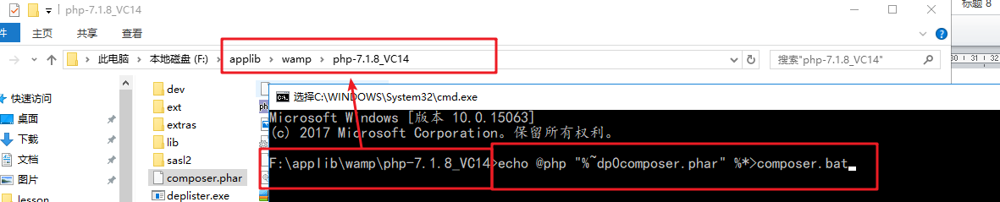 php-7.1.8_VC14
标题 8
主页 共享 查看
此电脑 本地磁盘 (F:) applib wamp php-7.1.8_VC14
搜索"php-7.1.8_VC14"
30 31 32
快速访问
桌面
下载
文档
图片
lesson
dev
ext
extras
lib
sasl2
composer.phar
deplister.exe
选择C:\WINDOWS\System32\cmd.exe
Microsoft Windows [版本 10.0.15063]
(c) 2017 Microsoft Corporation。保留所有权利。
F:\applib\wamp\php-7.1.8_VC14>echo @php "%~dp0composer.phar" %*>composer.bat